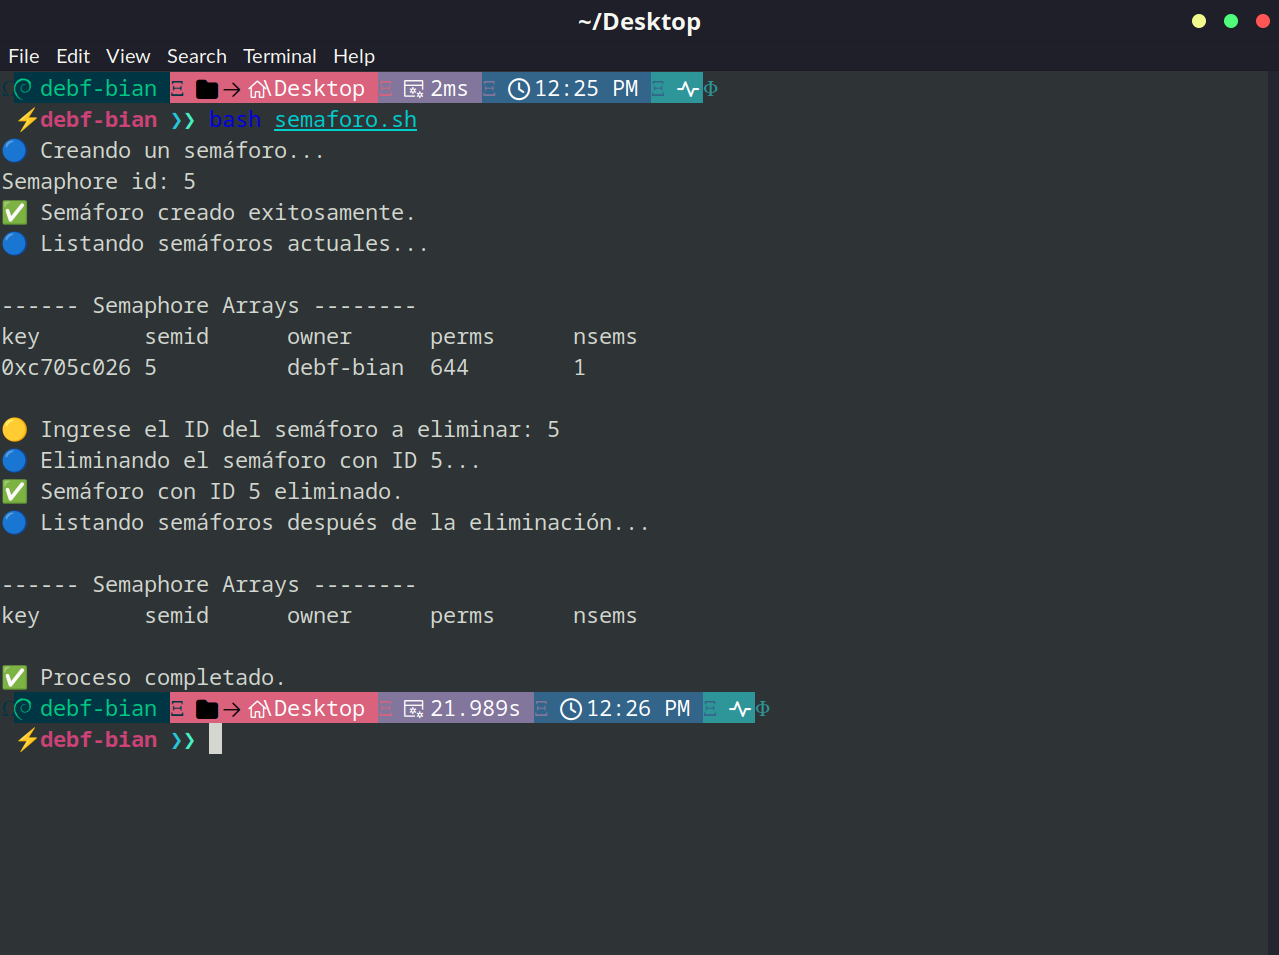 ~/Desktop
File Edit View Search Terminal Help
debf-bian Ξ → \Desktop Ξ 2ms Ξ 12:25 PM Ξ Φ
⚡debf-bian ❯❯ bash semaforo.sh
🔵 Creando un semáforo...
Semaphore id: 5
✅ Semáforo creado exitosamente.
🔵 Listando semáforos actuales...
------ Semaphore Arrays --------
key        semid      owner      perms      nsems
0xc705c026 5          debf-bian  644        1
🟡 Ingrese el ID del semáforo a eliminar: 5
🔵 Eliminando el semáforo con ID 5...
✅ Semáforo con ID 5 eliminado.
🔵 Listando semáforos después de la eliminación...
------ Semaphore Arrays --------
key        semid      owner      perms      nsems
✅ Proceso completado.
debf-bian Ξ → \Desktop Ξ 21.989s Ξ 12:26 PM Ξ Φ
⚡debf-bian ❯❯